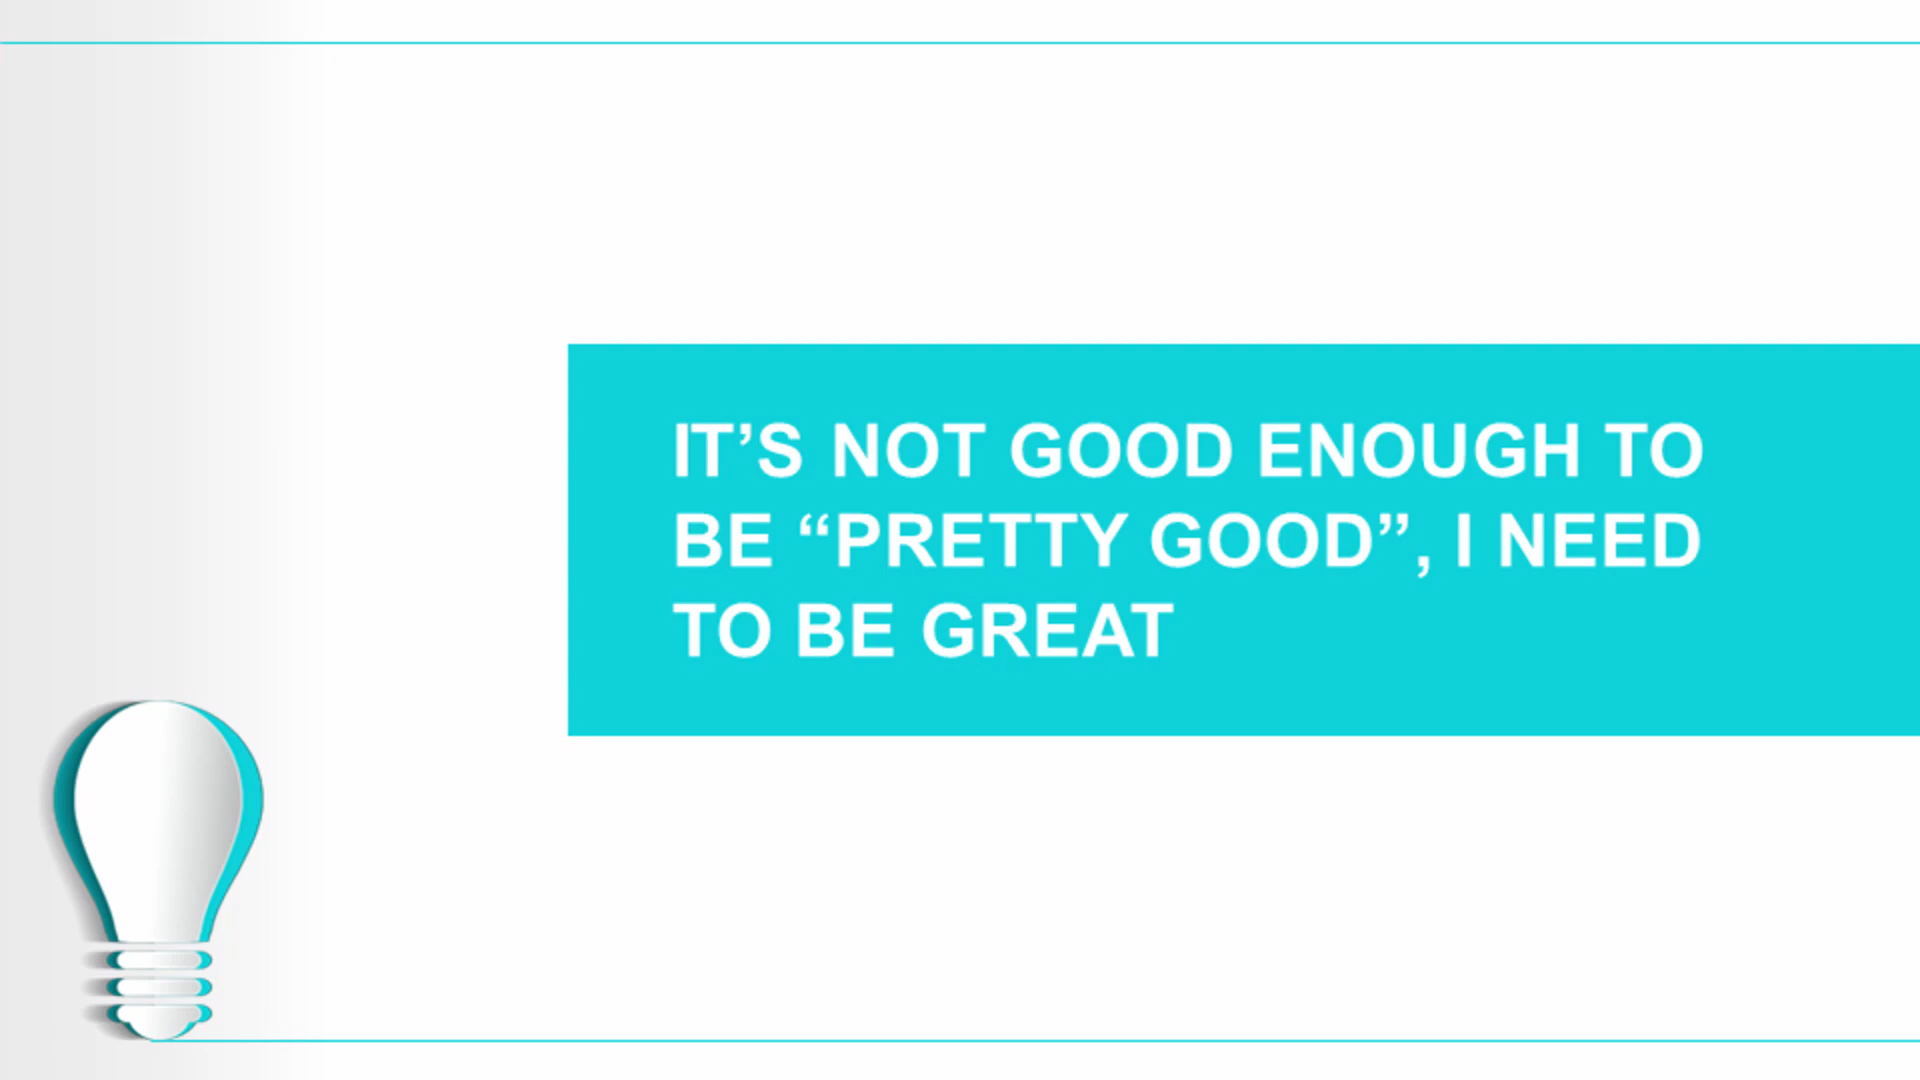 IT’S NOT GOOD ENOUGH TO
BE “PRETTY GOOD”, I NEED
TO BE GREAT